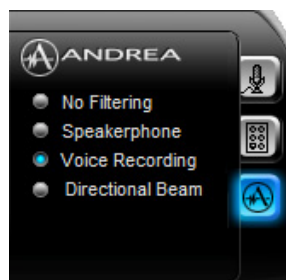 ANDREA
No Filtering
Speakerphone
Voice Recording
Directional Beam